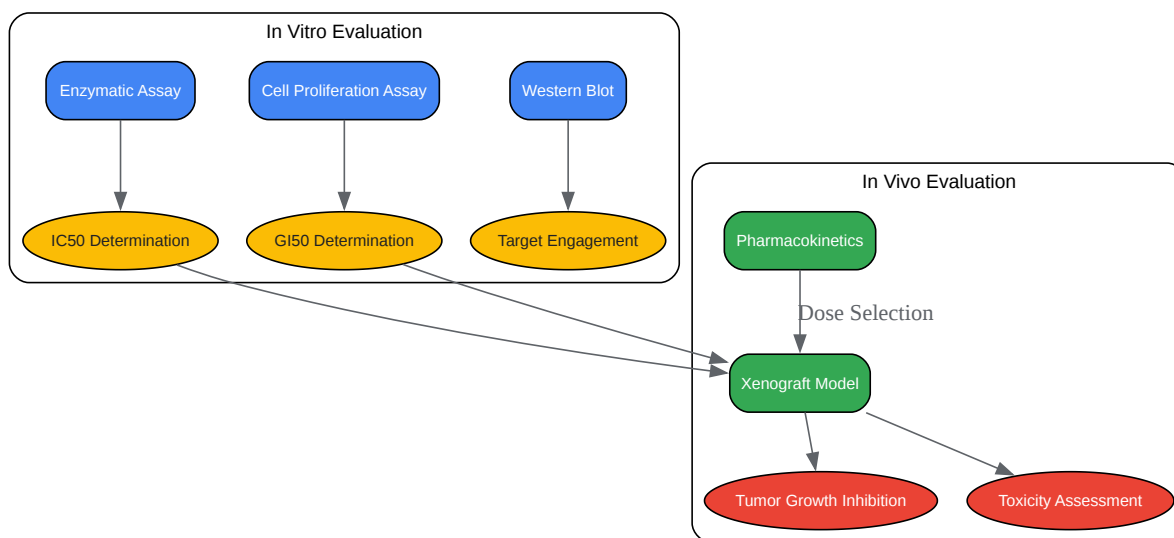 In Vitro Evaluation
Enzymatic Assay
Cell Proliferation Assay
Western Blot
IC50 Determination
GI50 Determination
Target Engagement
In Vivo Evaluation
Pharmacokinetics
Dose Selection
Xenograft Model
Tumor Growth Inhibition
Toxicity Assessment